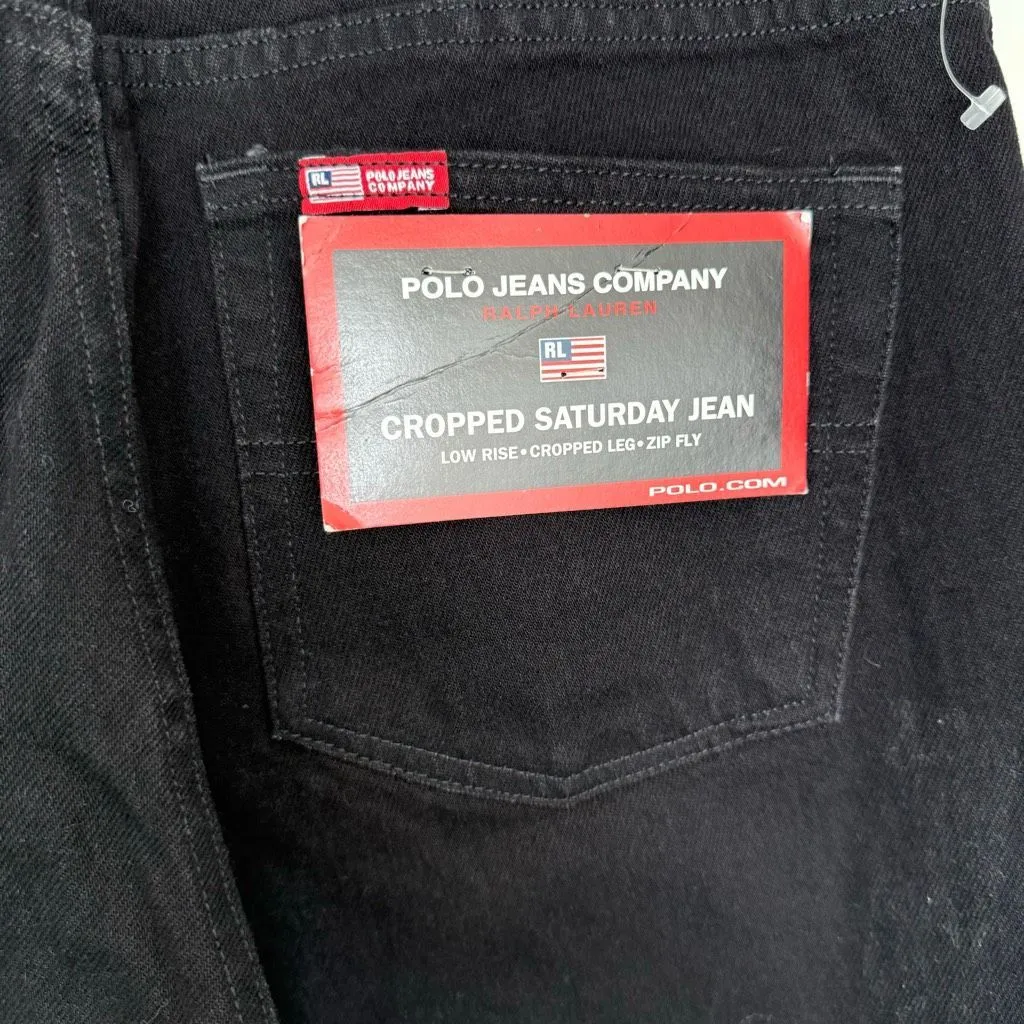 RL
POLO JEANS
COMPANY
POLO JEANS COMPANY
RALPH LAUREN
RL
CROPPED SATURDAY JEAN
LOW RISE•CROPPED LEG•ZIP FLY
POLO.COM